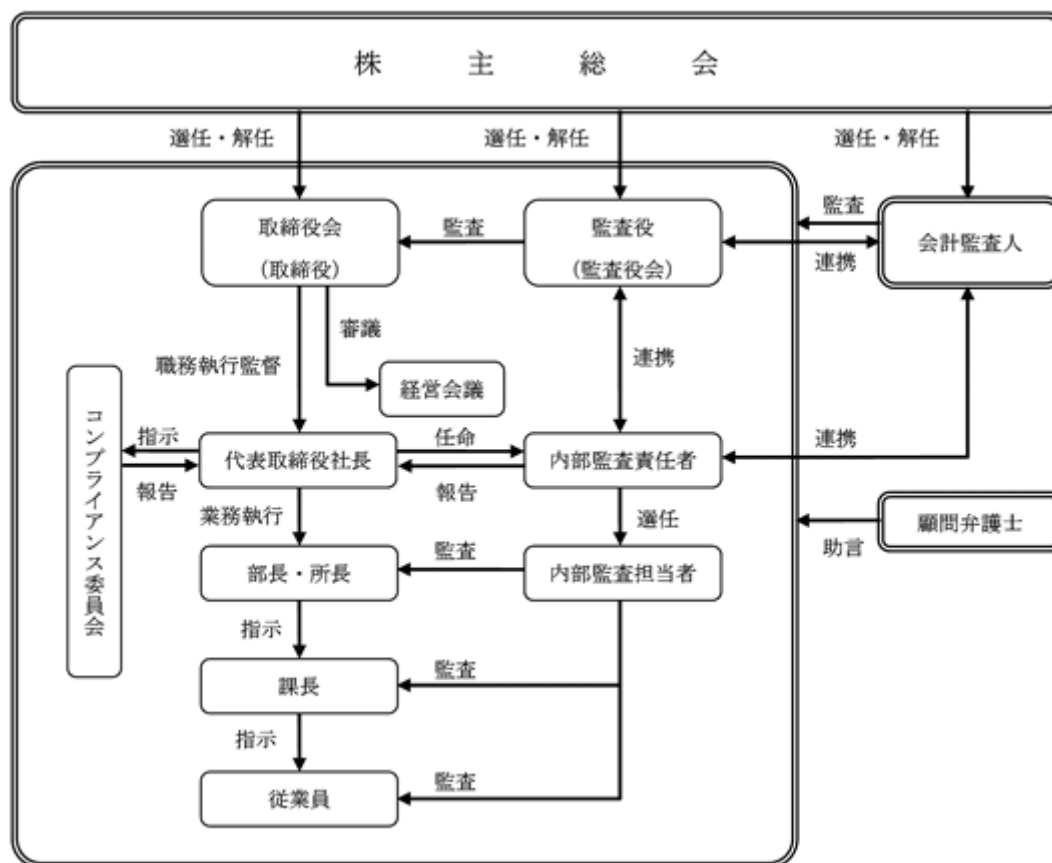 株主総会
選任・解任
選任・解任
選任・解任
取締役会
（取締役）
監査
監査役
（監査役会）
監査
連携
会計監査人
審議
職務執行監督
経営会議
連携
コンプライアンス委員会
指示
報告
代表取締役社長
任命
報告
内部監査責任者
連携
業務執行
選任
顧問弁護士
助言
部長・所長
監査
内部監査担当者
指示
課長
監査
指示
従業員
監査